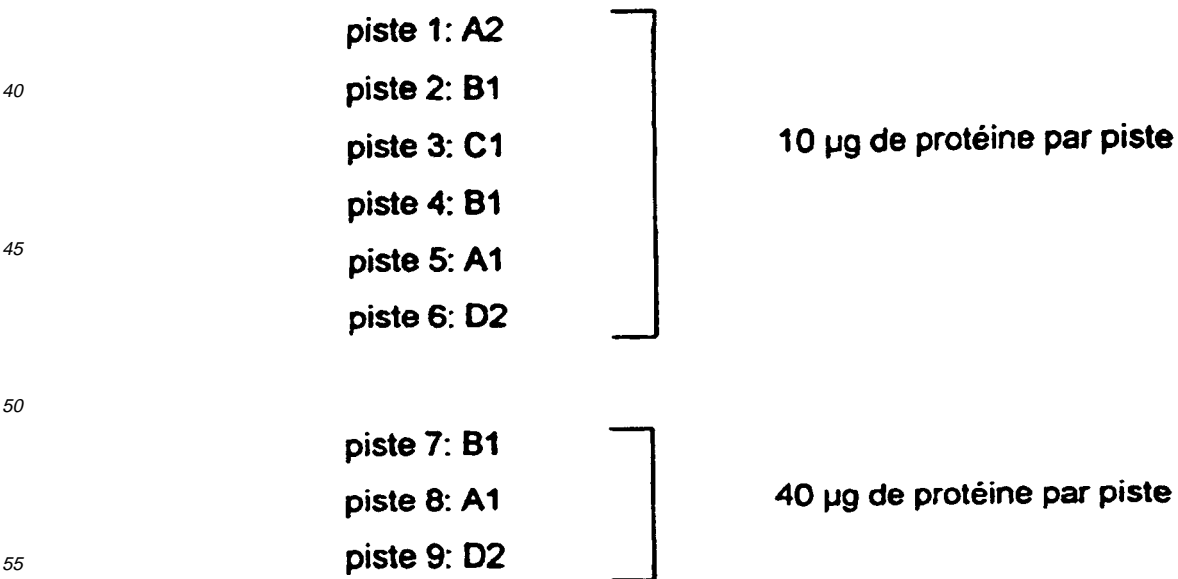 piste 1: A2
40 piste 2: B1
piste 3: C1 10 µg de protéine par piste
piste 4: B1
45 piste 5: A1
piste 6: D2
50
piste 7: B1
piste 8: A1 40 µg de protéine par piste
55 piste 9: D2